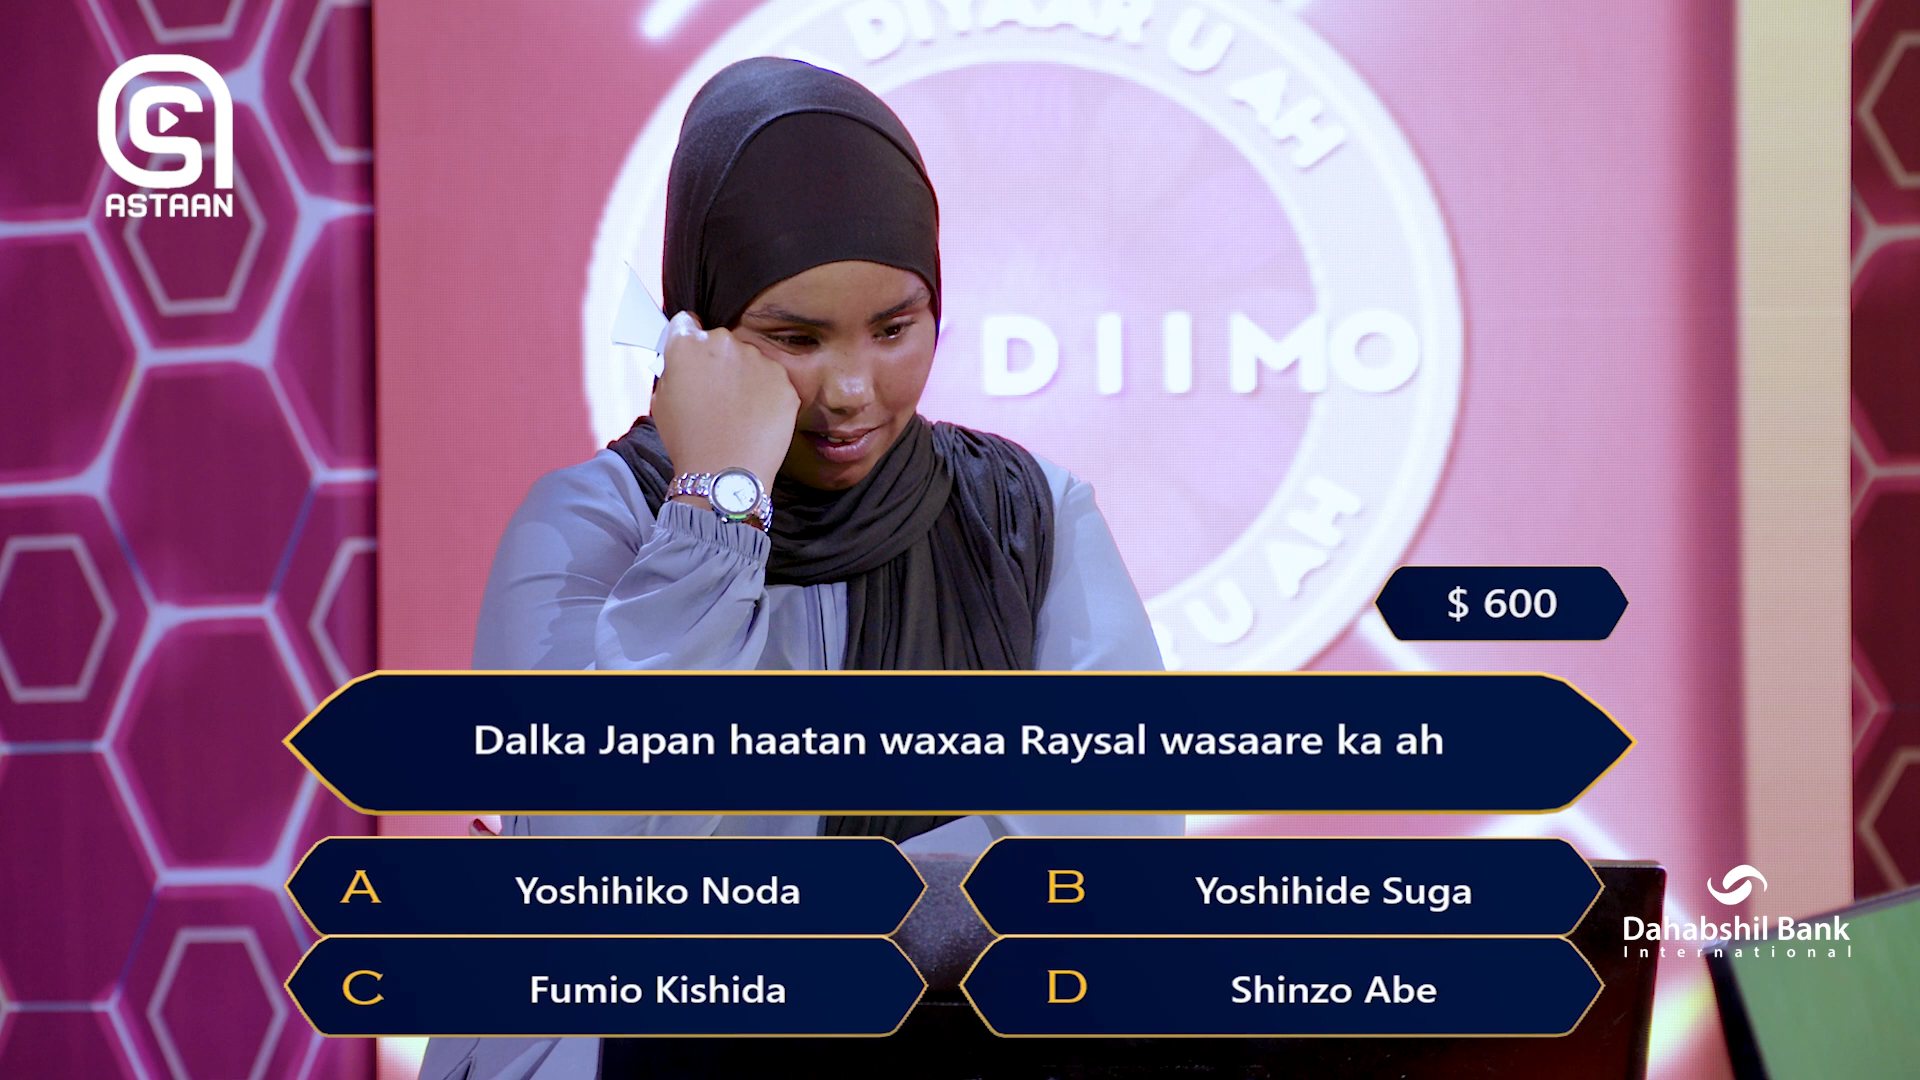 DIYAAR U AH
ASTAAN
DIIMO
U AH
$ 600
Dalka Japan haatan waxaa Raysal wasaare ka ah
A Yoshihiko Noda
B Yoshihide Suga
C Fumio Kishida
D Shinzo Abe
Dahabshil Bank
International